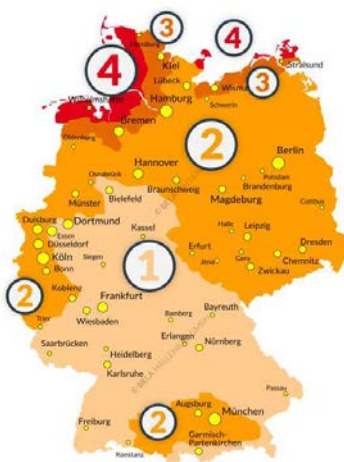 Flensburg
3
4
Stralsund
Kiel
4
Lübeck
Wismar
3
Wilhelmshaven
Hamburg
Schwerin
Bremen
Oldenburg
2
Berlin
Osnabrück
Hannover
Potsdam
Brandenburg
Münster
Bielefeld
Braunschweig
Magdeburg
Cottbus
Duisburg
Dortmund
Essen
Kassel
Halle
Leipzig
Düsseldorf
Dresden
Köln
Siegen
1
Erfurt
Jena
Gera
Chemnitz
Bonn
Zwickau
2
Koblenz
Frankfurt
Trier
Wiesbaden
Bamberg
Bayreuth
Saarbrücken
Erlangen
Nürnberg
Heidelberg
Karlsruhe
Passau
Augsburg
München
Freiburg
2
Garmisch-
Partenkirchen
Konstanz